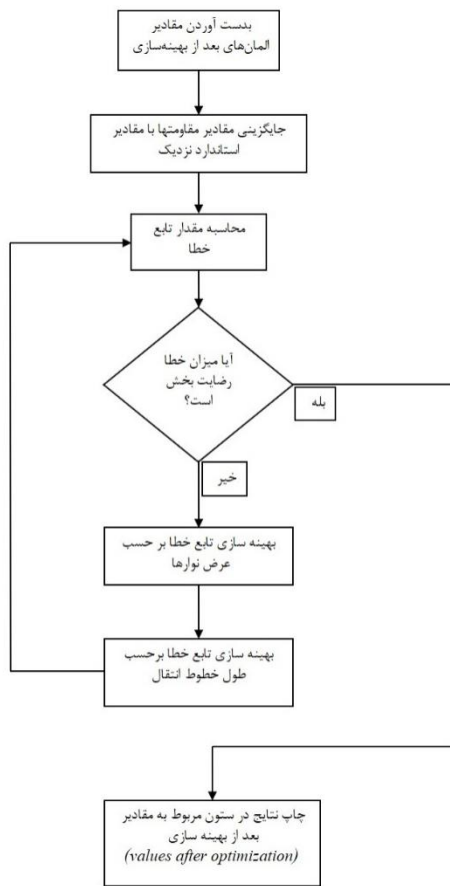 بدست آوردن مقادیر
المان‌های بعد از بهینه‌سازی
جایگزینی مقادیر مقاومتها با مقادیر
استاندارد نزدیک
محاسبه مقدار تابع
خطا
آیا میزان خطا
رضایت بخش
است؟
بله
خیر
بهینه سازی تابع خطا بر حسب
عرض نوارها
بهینه سازی تابع خطا برحسب
طول خطوط انتقال
چاپ نتایج در ستون مربوط به مقادیر
بعد از بهینه سازی
(values after optimization)